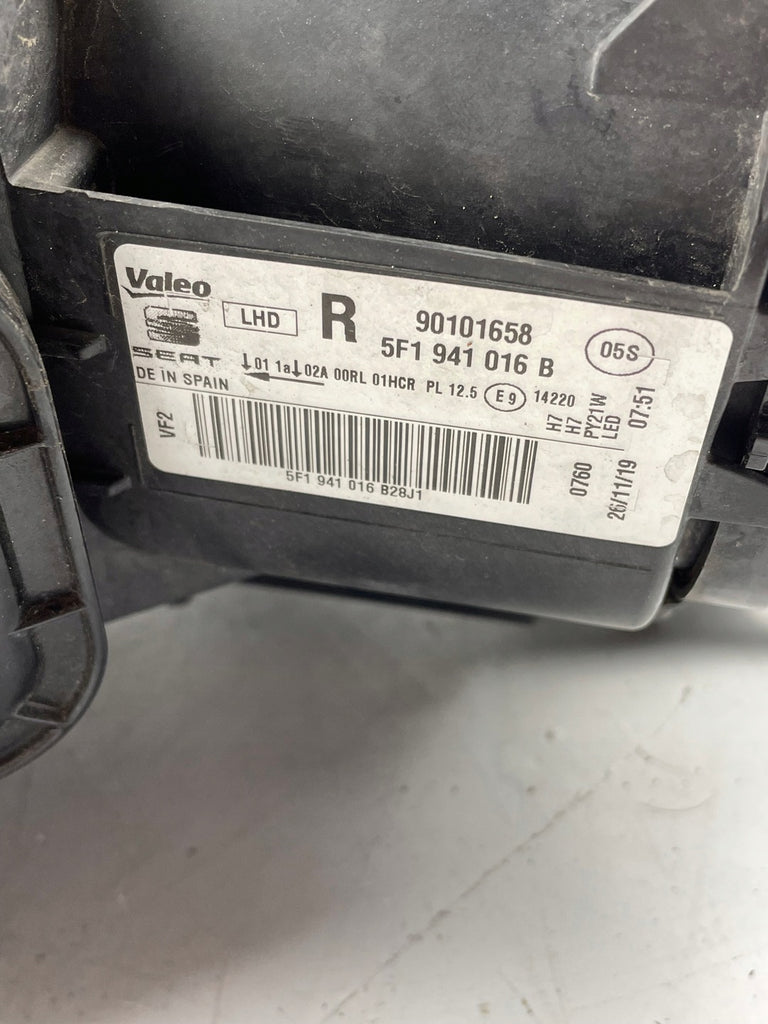 Valeo
SEAT
LHD
R
90101658
5F1 941 016 B
05S
01 1a 02A 00RL 01HCR PL 12.5 E9 14220
DE IN SPAIN
VF2
5F1 941 016 B28J1
H7
H7
PY21W
LED
07:51
0760
26/11/19